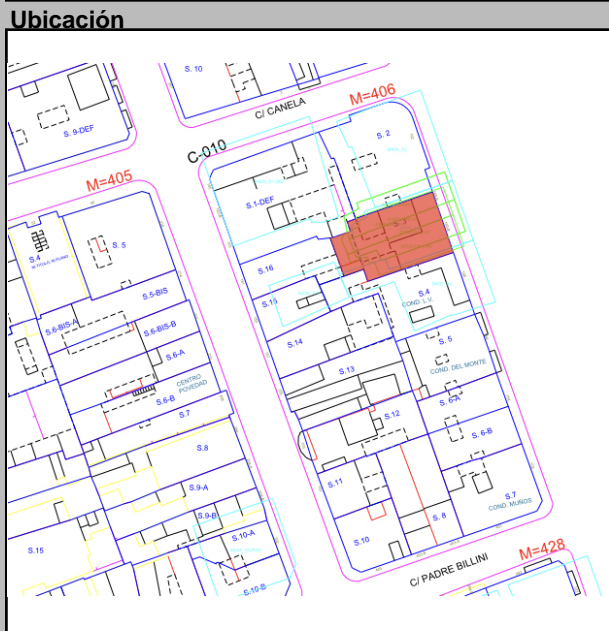 Ubicación
S. 10
C/ CANELA
M=406
S. 9-DEF
C-010
S. 2
M=405
S.1-DEF
S.4
S. 5
S.16
S.5-BIS
S.15
S.4
COND. L.V.
S.6-BIS-A
S.6-BIS-B
S.14
S. 5
S.6-A
S.13
COND. DEL MONTE
CENTRO
POVEDAD
S.6-B
S.7
S.12
S. 6-A
S. 6-B
S.8
S.11
S.9-A
S.7
COND. MUÑOS
S.9-B
S. 8
S.15
S.10-A
S.10
M=428
C/ PADRE BILLINI
S.10-B